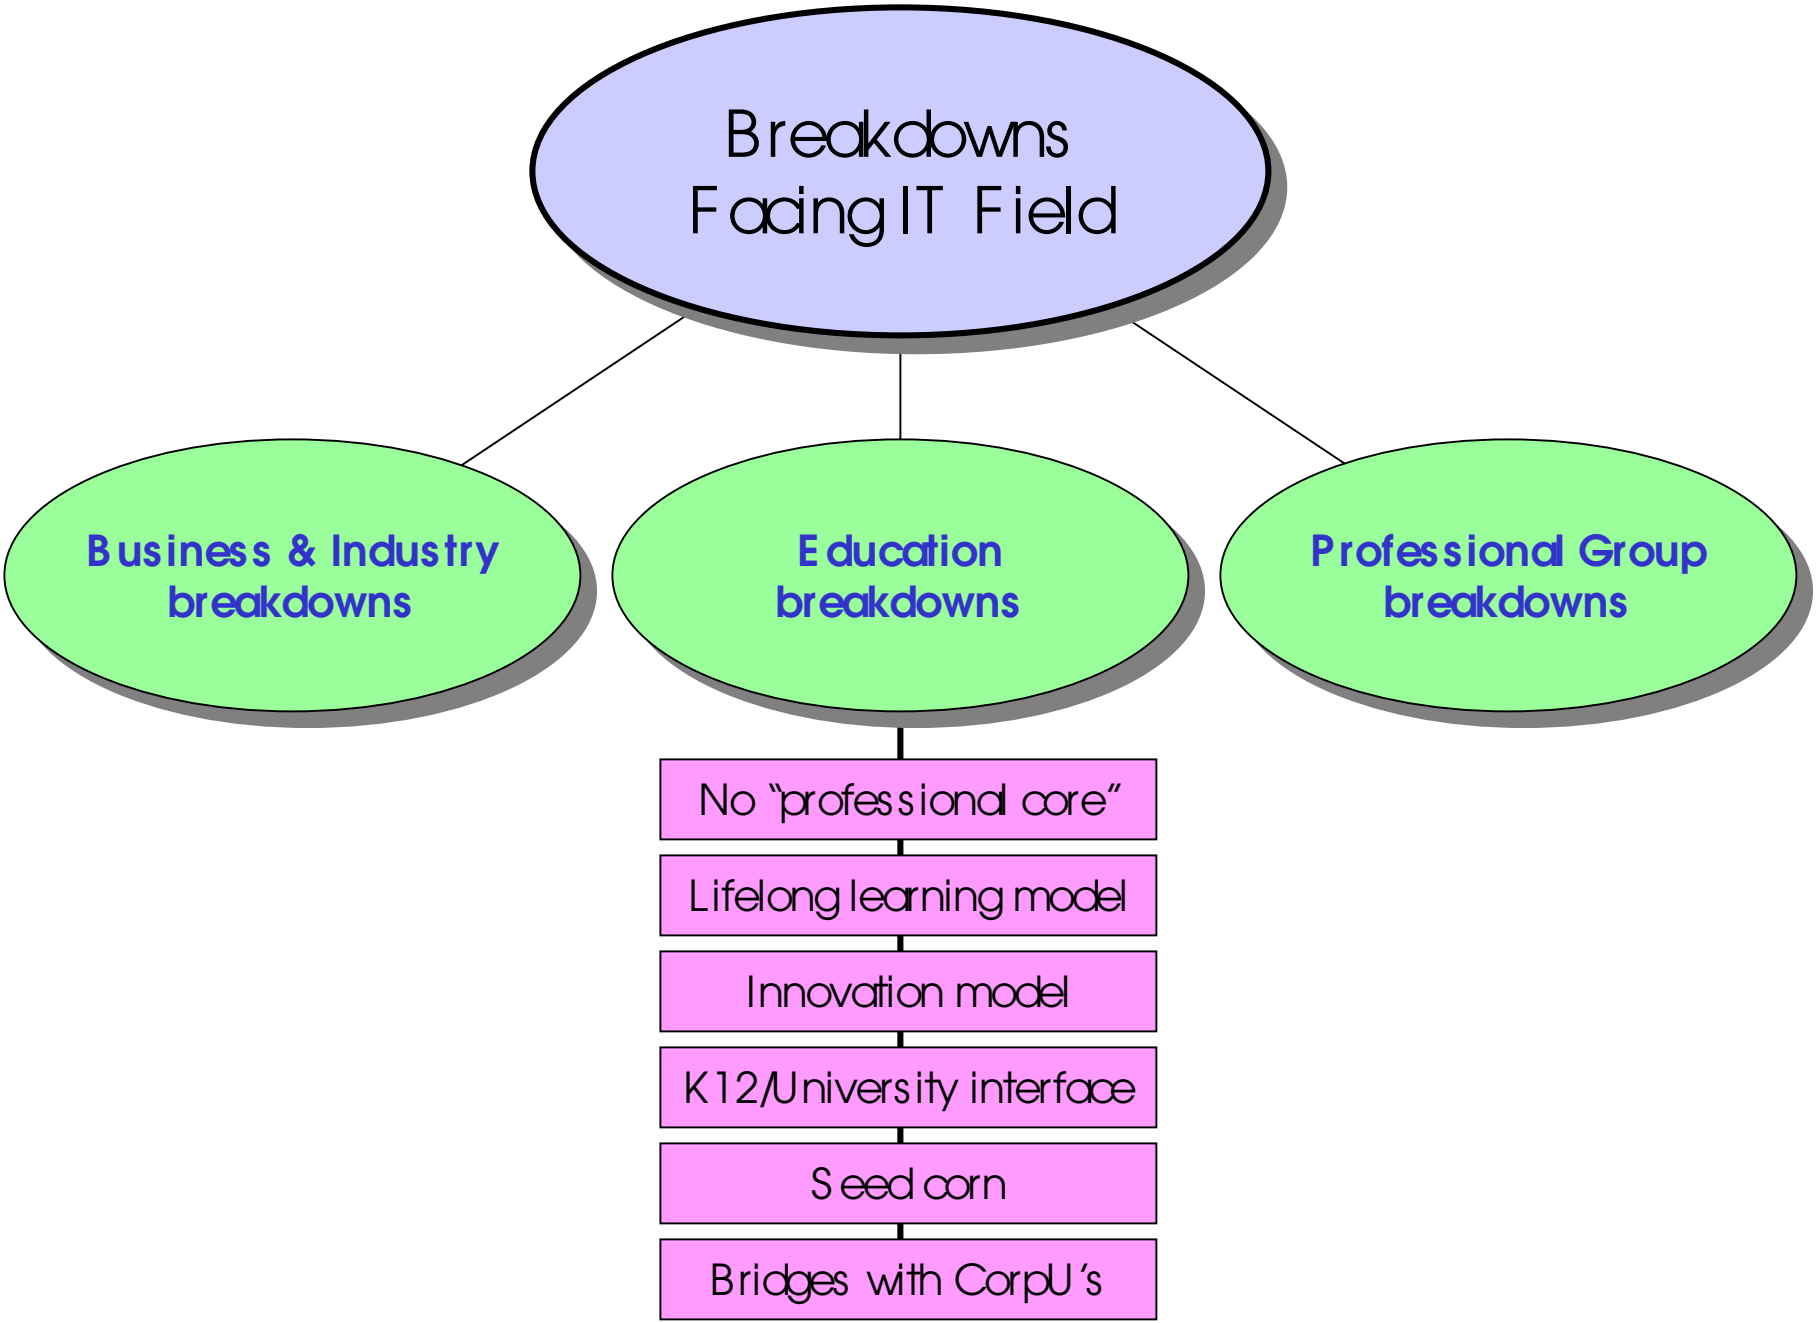 Breakdowns
Facing IT Field
Business & Industry
breakdowns
Education
breakdowns
Professional Group
breakdowns
No “professional core”
Lifelong learning model
Innovation model
K12/University interface
Seed corn
Bridges with CorpU’s